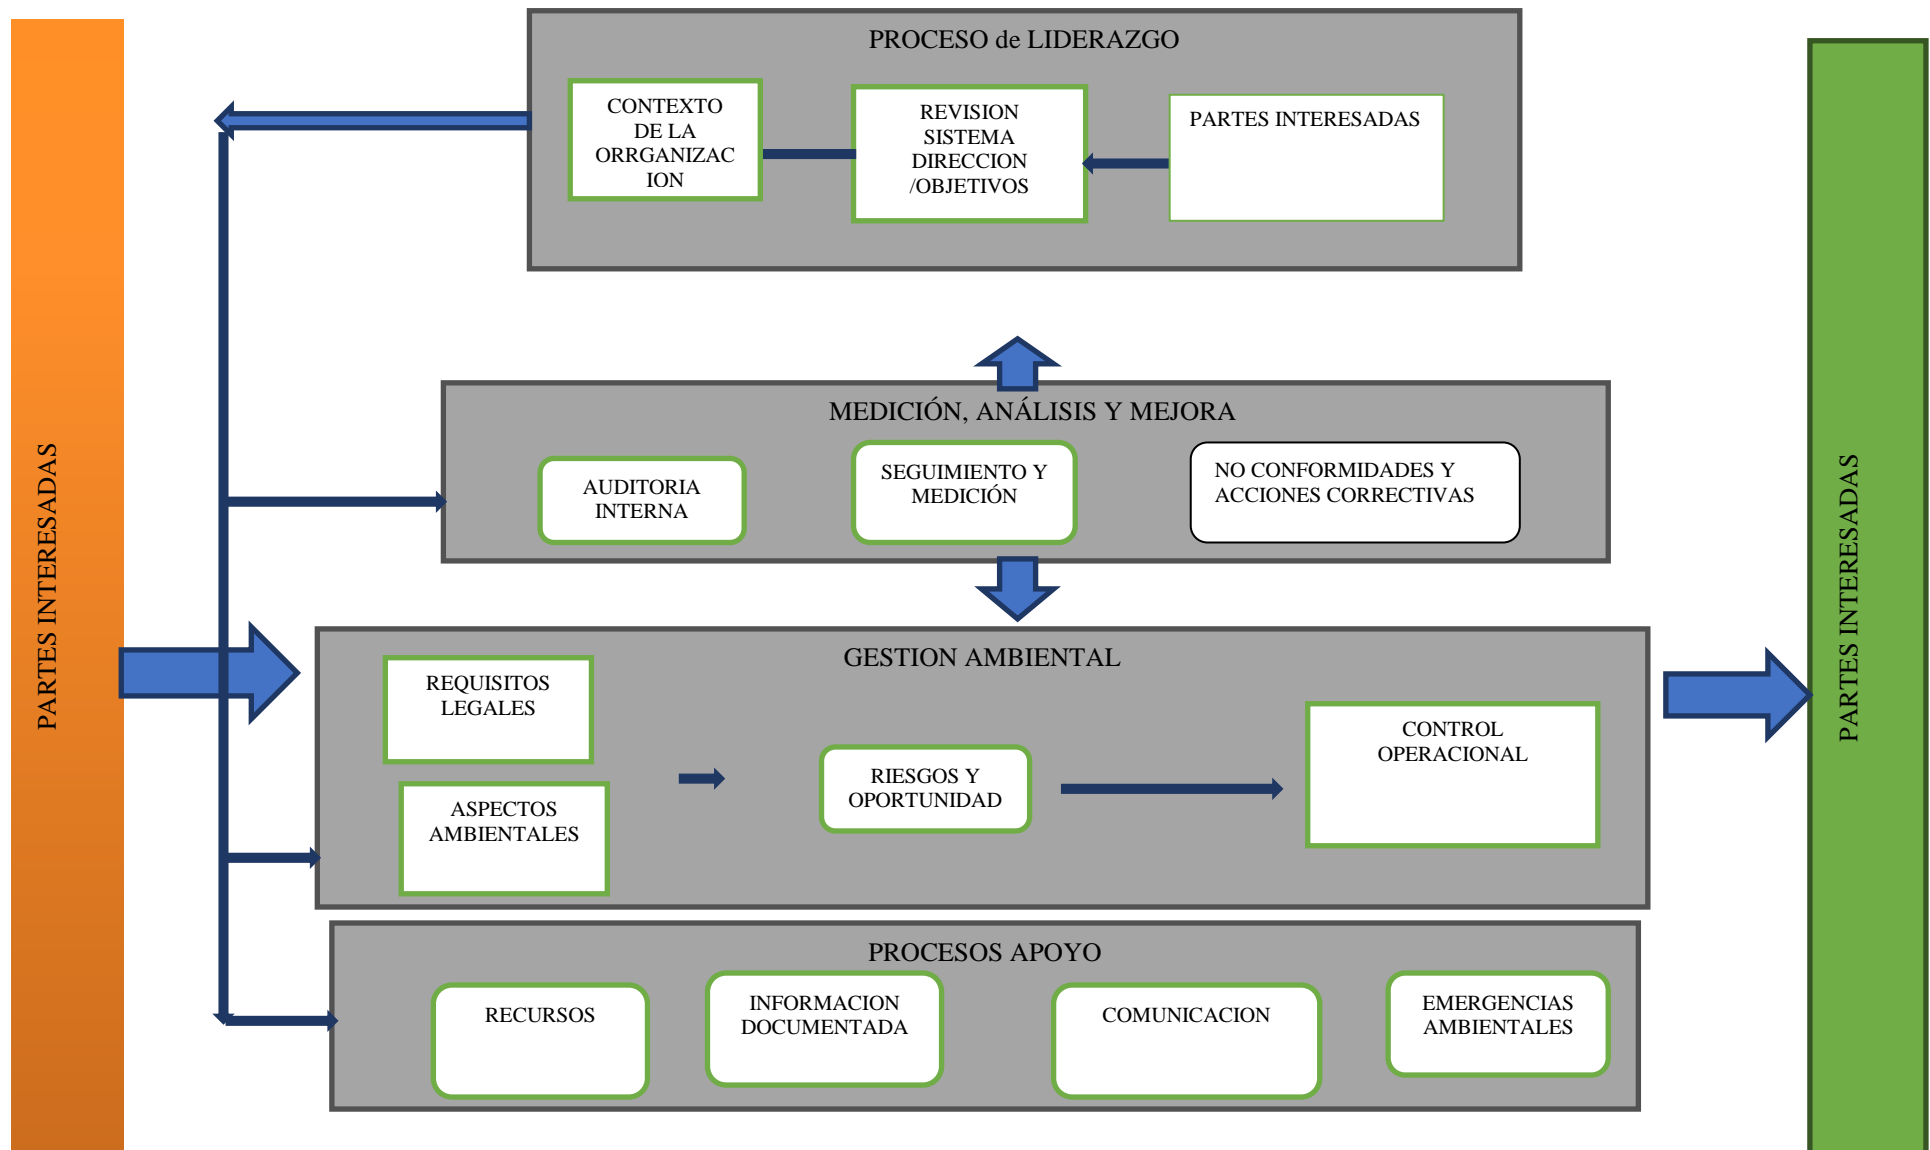 PARTES INTERESADAS
PROCESO de LIDERAZGO
CONTEXTO
DE LA
ORRGANIZAC
ION
REVISION
SISTEMA
DIRECCION
/OBJETIVOS
PARTES INTERESADAS
MEDICIÓN, ANÁLISIS Y MEJORA
AUDITORIA
INTERNA
SEGUIMIENTO Y
MEDICIÓN
NO CONFORMIDADES Y
ACCIONES CORRECTIVAS
GESTION AMBIENTAL
REQUISITOS
LEGALES
ASPECTOS
AMBIENTALES
RIESGOS Y
OPORTUNIDAD
CONTROL
OPERACIONAL
PROCESOS APOYO
RECURSOS
INFORMACION
DOCUMENTADA
COMUNICACION
EMERGENCIAS
AMBIENTALES
PARTES INTERESADAS